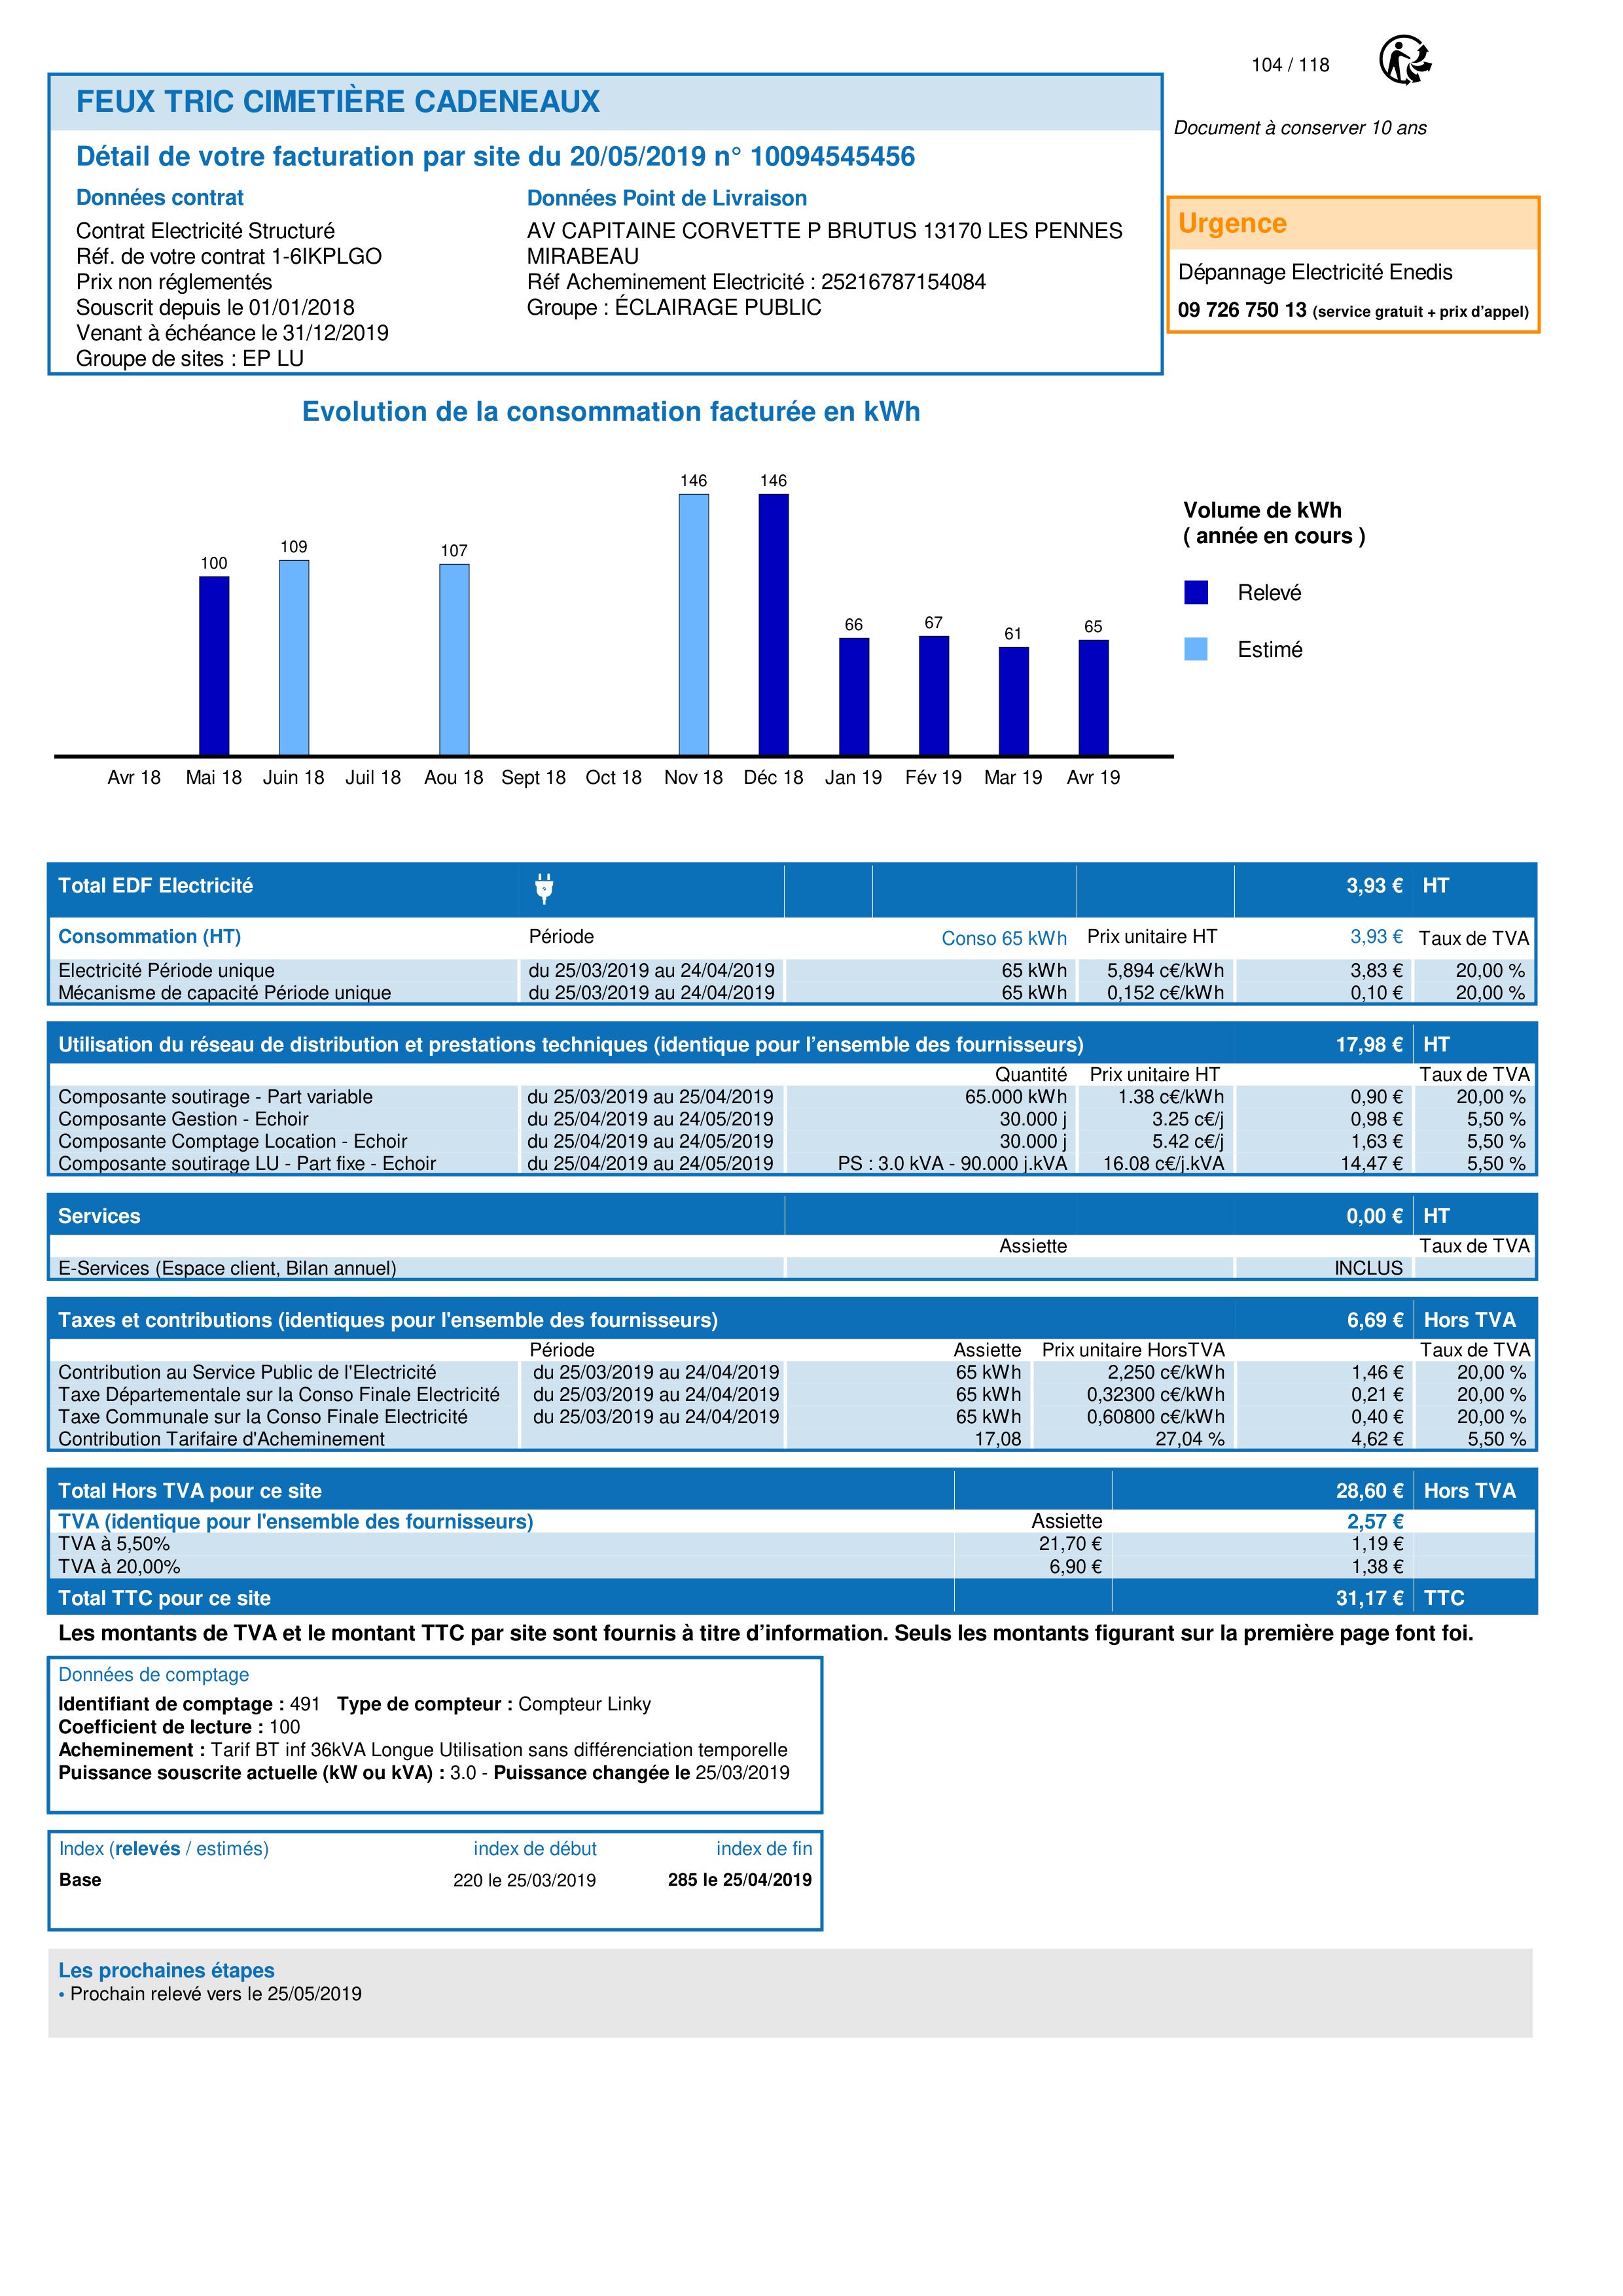 104 / 118
FEUX TRIC CIMETIÈRE CADENEAUX
Document à conserver 10 ans
Détail de votre facturation par site du 20/05/2019 n° 10094545456
Données contrat
Contrat Electricité Structuré
Réf. de votre contrat 1-6IKPLGO
Prix non réglementés
Souscrit depuis le 01/01/2018
Venant à échéance le 31/12/2019
Groupe de sites : EP LU
Données Point de Livraison
AV CAPITAINE CORVETTE P BRUTUS 13170 LES PENNES
MIRABEAU
Réf Acheminement Electricité : 25216787154084
Groupe : ÉCLAIRAGE PUBLIC
Urgence
Dépannage Electricité Enedis
09 726 750 13 (service gratuit + prix d'appel)
Evolution de la consommation facturée en kWh
100 109 107 146 146 66 67 61 65
Avr 18 Mai 18 Juin 18 Juil 18 Aou 18 Sept 18 Oct 18 Nov 18 Déc 18 Jan 19 Fév 19 Mar 19 Avr 19
Volume de kWh
( année en cours )
Relevé
Estimé
Total EDF Electricité 3,93 € HT
Consommation (HT) Période Conso 65 kWh Prix unitaire HT 3,93 € Taux de TVA
Electricité Période unique du 25/03/2019 au 24/04/2019 65 kWh 5,894 c€/kWh 3,83 € 20,00 %
Mécanisme de capacité Période unique du 25/03/2019 au 24/04/2019 65 kWh 0,152 c€/kWh 0,10 € 20,00 %
Utilisation du réseau de distribution et prestations techniques (identique pour l'ensemble des fournisseurs) 17,98 € HT
Quantité Prix unitaire HT Taux de TVA
Composante soutirage - Part variable du 25/03/2019 au 25/04/2019 65.000 kWh 1.38 c€/kWh 0,90 € 20,00 %
Composante Gestion - Echoir du 25/04/2019 au 24/05/2019 30.000 j 3.25 c€/j 0,98 € 5,50 %
Composante Comptage Location - Echoir du 25/04/2019 au 24/05/2019 30.000 j 5.42 c€/j 1,63 € 5,50 %
Composante soutirage LU - Part fixe - Echoir du 25/04/2019 au 24/05/2019 PS : 3.0 kVA - 90.000 j.kVA 16.08 c€/j.kVA 14,47 € 5,50 %
Services 0,00 € HT
Assiette Taux de TVA
E-Services (Espace client, Bilan annuel) INCLUS
Taxes et contributions (identiques pour l'ensemble des fournisseurs) 6,69 € Hors TVA
Période Assiette Prix unitaire HorsTVA Taux de TVA
Contribution au Service Public de l'Electricité du 25/03/2019 au 24/04/2019 65 kWh 2,250 c€/kWh 1,46 € 20,00 %
Taxe Départementale sur la Conso Finale Electricité du 25/03/2019 au 24/04/2019 65 kWh 0,32300 c€/kWh 0,21 € 20,00 %
Taxe Communale sur la Conso Finale Electricité du 25/03/2019 au 24/04/2019 65 kWh 0,60800 c€/kWh 0,40 € 20,00 %
Contribution Tarifaire d'Acheminement 17,08 27,04 % 4,62 € 5,50 %
Total Hors TVA pour ce site 28,60 € Hors TVA
TVA (identique pour l'ensemble des fournisseurs) Assiette 2,57 €
TVA à 5,50% 21,70 € 1,19 €
TVA à 20,00% 6,90 € 1,38 €
Total TTC pour ce site 31,17 € TTC
Les montants de TVA et le montant TTC par site sont fournis à titre d'information. Seuls les montants figurant sur la première page font foi.
Données de comptage
Identifiant de comptage : 491 Type de compteur : Compteur Linky
Coefficient de lecture : 100
Acheminement : Tarif BT inf 36kVA Longue Utilisation sans différenciation temporelle
Puissance souscrite actuelle (kW ou kVA) : 3.0 - Puissance changée le 25/03/2019
Index (relevés / estimés) index de début index de fin
Base 220 le 25/03/2019 285 le 25/04/2019
Les prochaines étapes
• Prochain relevé vers le 25/05/2019